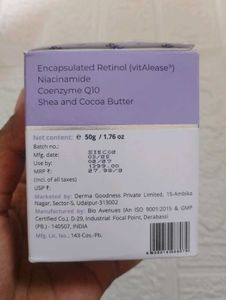 Encapsulated Retinol (vitAlease®)
Niacinamide
Coenzyme Q10
Shea and Cocoa Butter
Net content: ℮ 50g / 1.76 oz
Batch no.:
Mfg. date:
Use by:
MRP ₹:
(Incl. of all taxes)
USP ₹:
Marketed by: Derma Goodness Private Limited, 15-Ambika
Nagar, Sector-5, Udaipur-313002
Manufactured by: Bio Avenues (An ISO 9001:2015 & GMP
Certified Co.), D-29, Industrial Focal Point, Derabassi
(PB.) - 140507, INDIA
Mfg. Lic. No.: 143-Cos.-Pb.